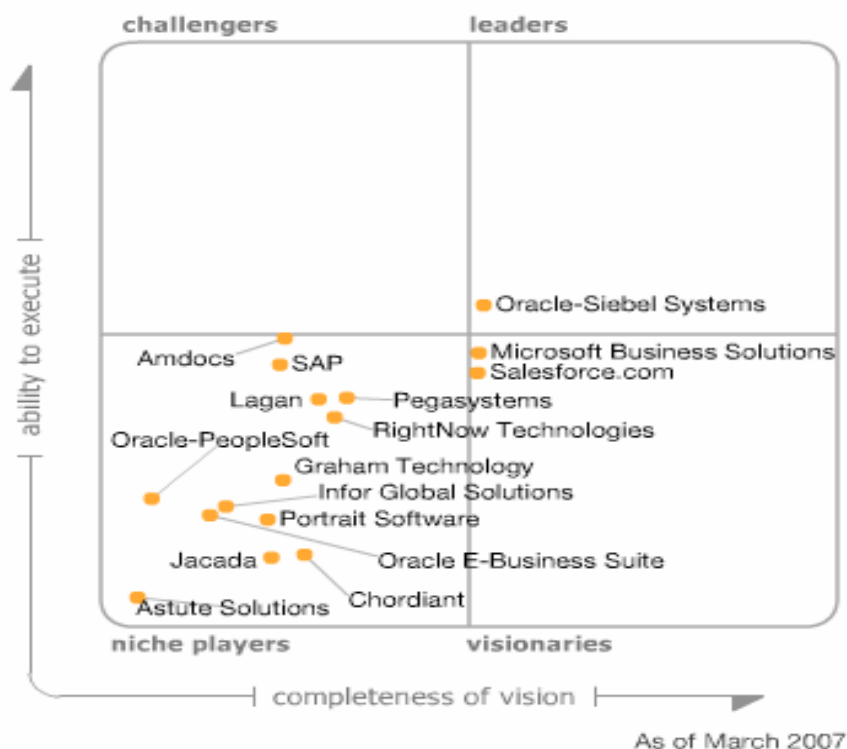 challengers
leaders
ability to execute
Oracle-Siebel Systems
Amdocs
SAP
Microsoft Business Solutions
Salesforce.com
Lagan
Pegasystems
RightNow Technologies
Oracle-PeopleSoft
Graham Technology
Infor Global Solutions
Portrait Software
Jacada
Oracle E-Business Suite
Astute Solutions
Chordiant
niche players
visionaries
completeness of vision
As of March 2007